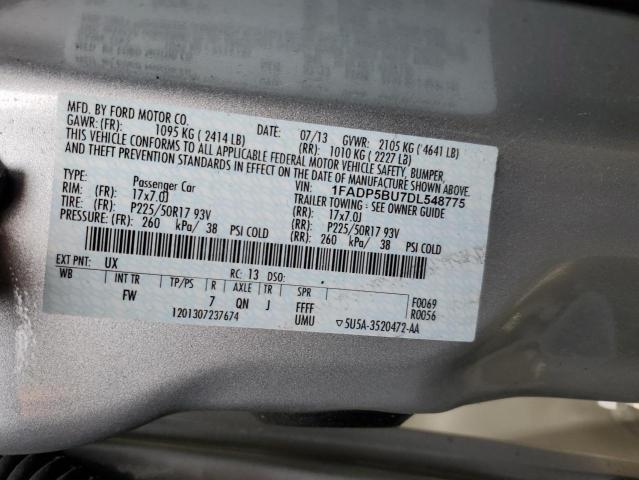 MFD. BY FORD MOTOR CO.
DATE: 07/13 GVWR: 2105 KG ( 4641 LB)
GAWR: (FR): 1095 KG ( 2414 LB) (RR): 1010 KG ( 2227 LB)
THIS VEHICLE CONFORMS TO ALL APPLICABLE FEDERAL MOTOR VEHICLE SAFETY, BUMPER,
AND THEFT PREVENTION STANDARDS IN EFFECT ON THE DATE OF MANUFACTURE SHOWN ABOVE.
VIN: 1FADP5BU7DL548775
TYPE: Passenger Car TRAILER TOWING : SEE OWNER GUIDE
RIM: (FR): 17x7.0J (RR): 17x7.0J
TIRE: (FR): P225/50R17 93V (RR): P225/50R17 93V
PRESSURE: (FR): 260 kPa/ 38 PSI COLD (RR): 260 kPa/ 38 PSI COLD
EXT PNT: UX RC: 13 DSO:
WB INT TR TP/PS R AXLE TR SPR F0069
FW 7 QN J FFFF R0056
1201307237674 UMU ▽5U5A-3520472-AA